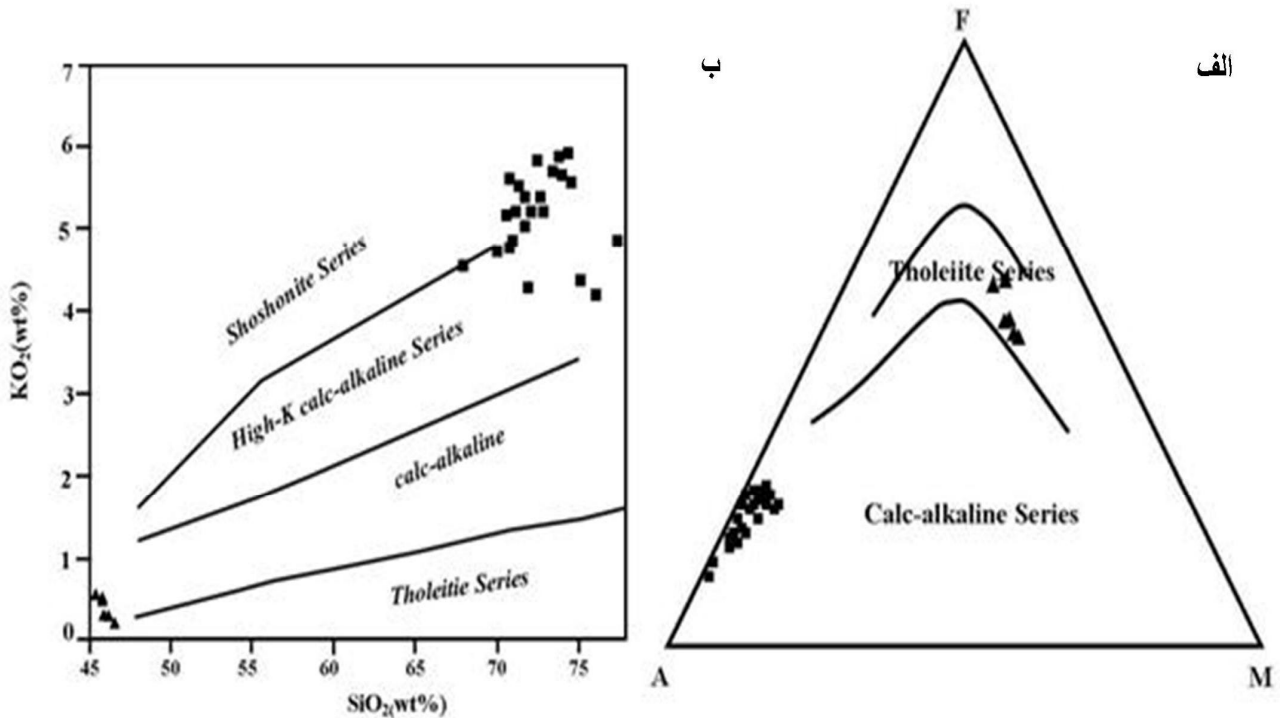 ب
الف
7
6
5
4
3
2
1
0
KO₂(wt%)
Shoshonite Series
High-K calc-alkaline Series
calc-alkaline
Tholeitie Series
45
50
55
60
65
70
75
SiO₂(wt%)
F
Tholeiite Series
Calc-alkaline Series
A
M